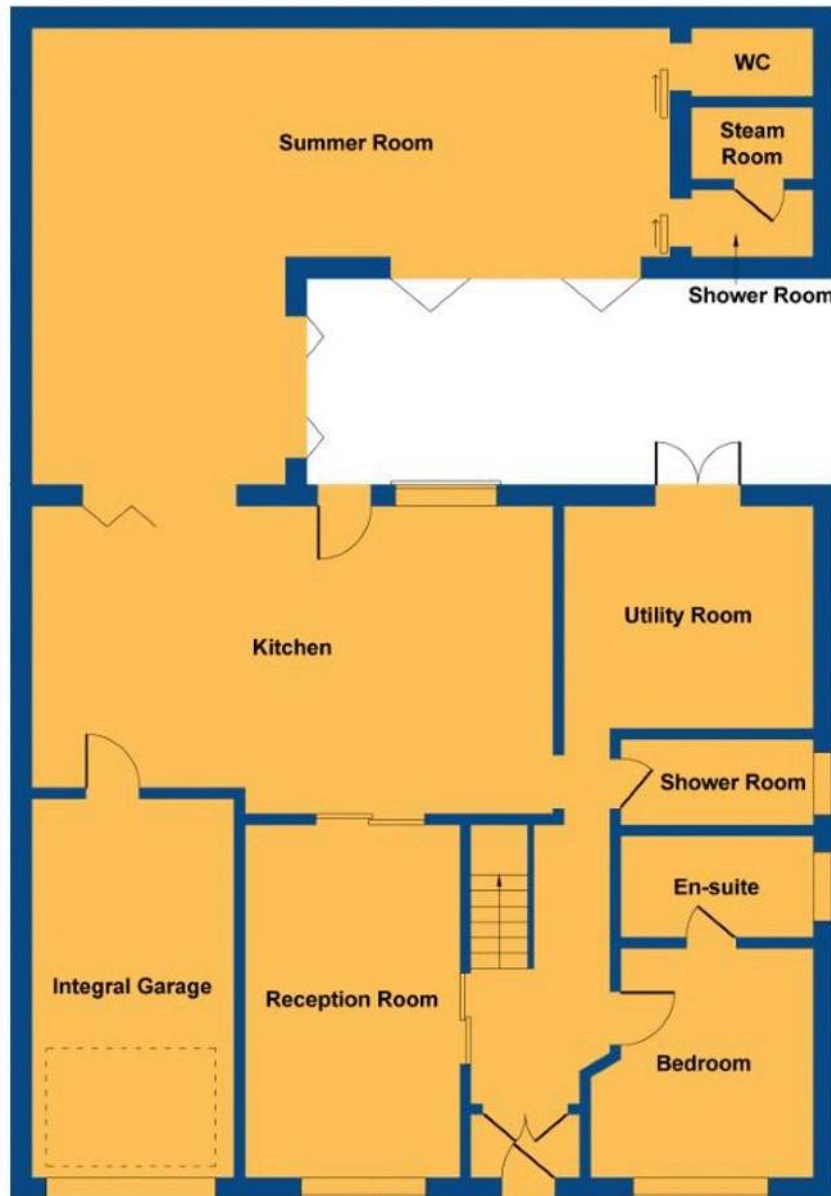 WC
Steam
Room
Summer Room
Shower Room
Utility Room
Kitchen
Shower Room
En-suite
Integral Garage
Reception Room
Bedroom